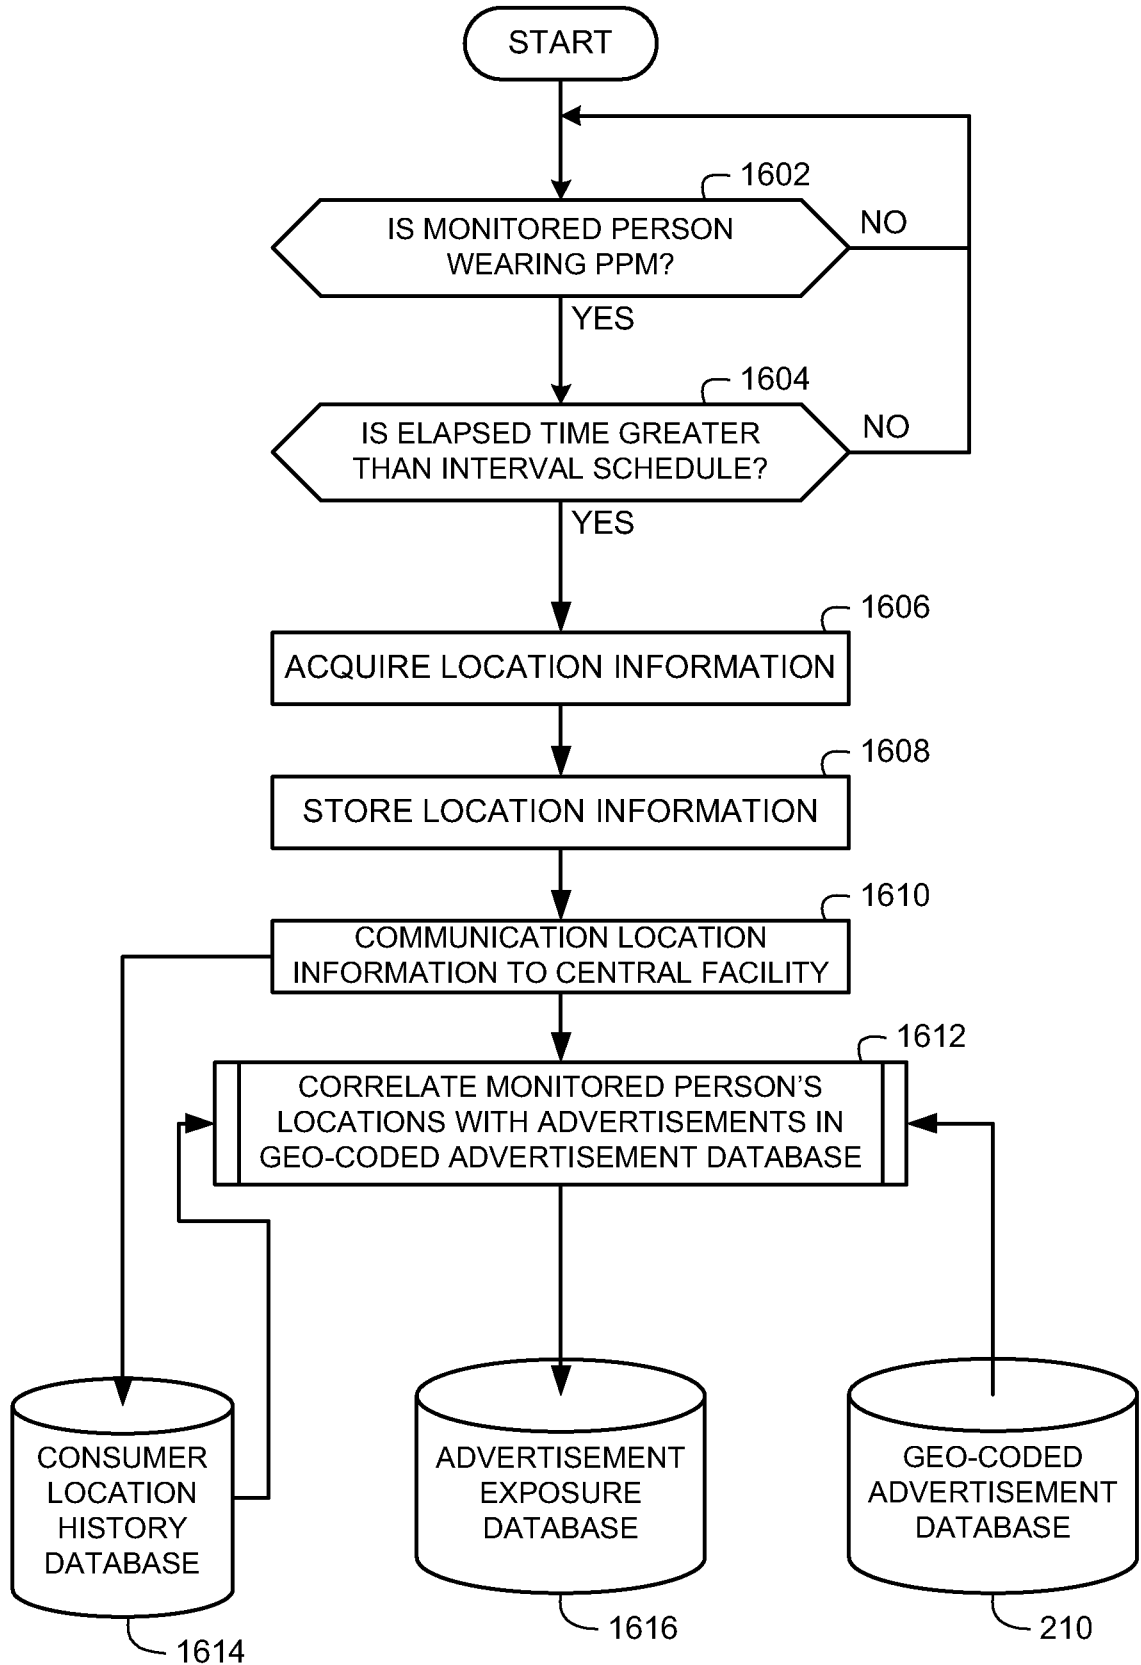 START
1602
IS MONITORED PERSON
WEARING PPM?
NO
YES
1604
IS ELAPSED TIME GREATER
THAN INTERVAL SCHEDULE?
NO
YES
1606
ACQUIRE LOCATION INFORMATION
1608
STORE LOCATION INFORMATION
1610
COMMUNICATION LOCATION
INFORMATION TO CENTRAL FACILITY
1612
CORRELATE MONITORED PERSON'S
LOCATIONS WITH ADVERTISEMENTS IN
GEO-CODED ADVERTISEMENT DATABASE
CONSUMER
LOCATION
HISTORY
DATABASE
1614
ADVERTISEMENT
EXPOSURE
DATABASE
1616
GEO-CODED
ADVERTISEMENT
DATABASE
210